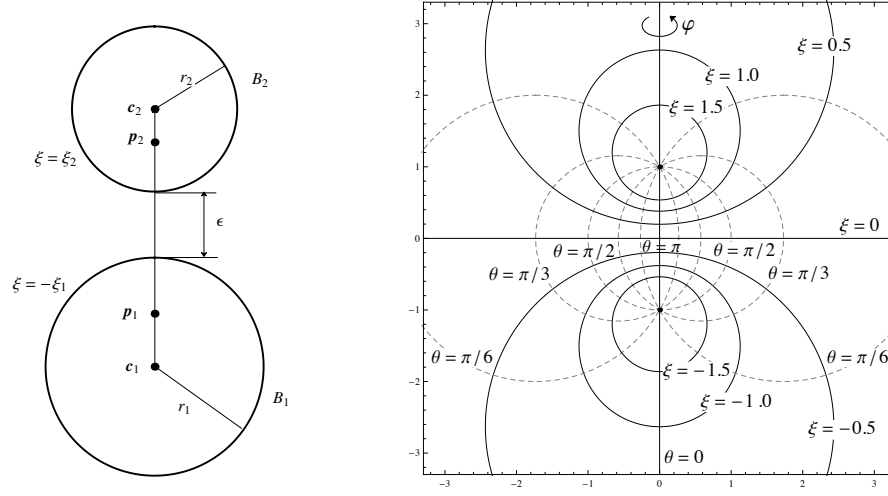 r₂
B₂
c₂
p₂
ξ = ξ₂
ϵ
ξ = −ξ₁
p₁
c₁
r₁
B₁
3
2
1
0
−1
−2
−3
−3
−2
−1
0
1
2
3
φ
ξ = 0.5
ξ = 1.0
ξ = 1.5
ξ = 0
θ = π/2
θ = π
π/2
θ = π/3
θ = π/3
θ = π/6
θ = π/6
ξ = −1.5
ξ = −1.0
ξ = −0.5
θ = 0